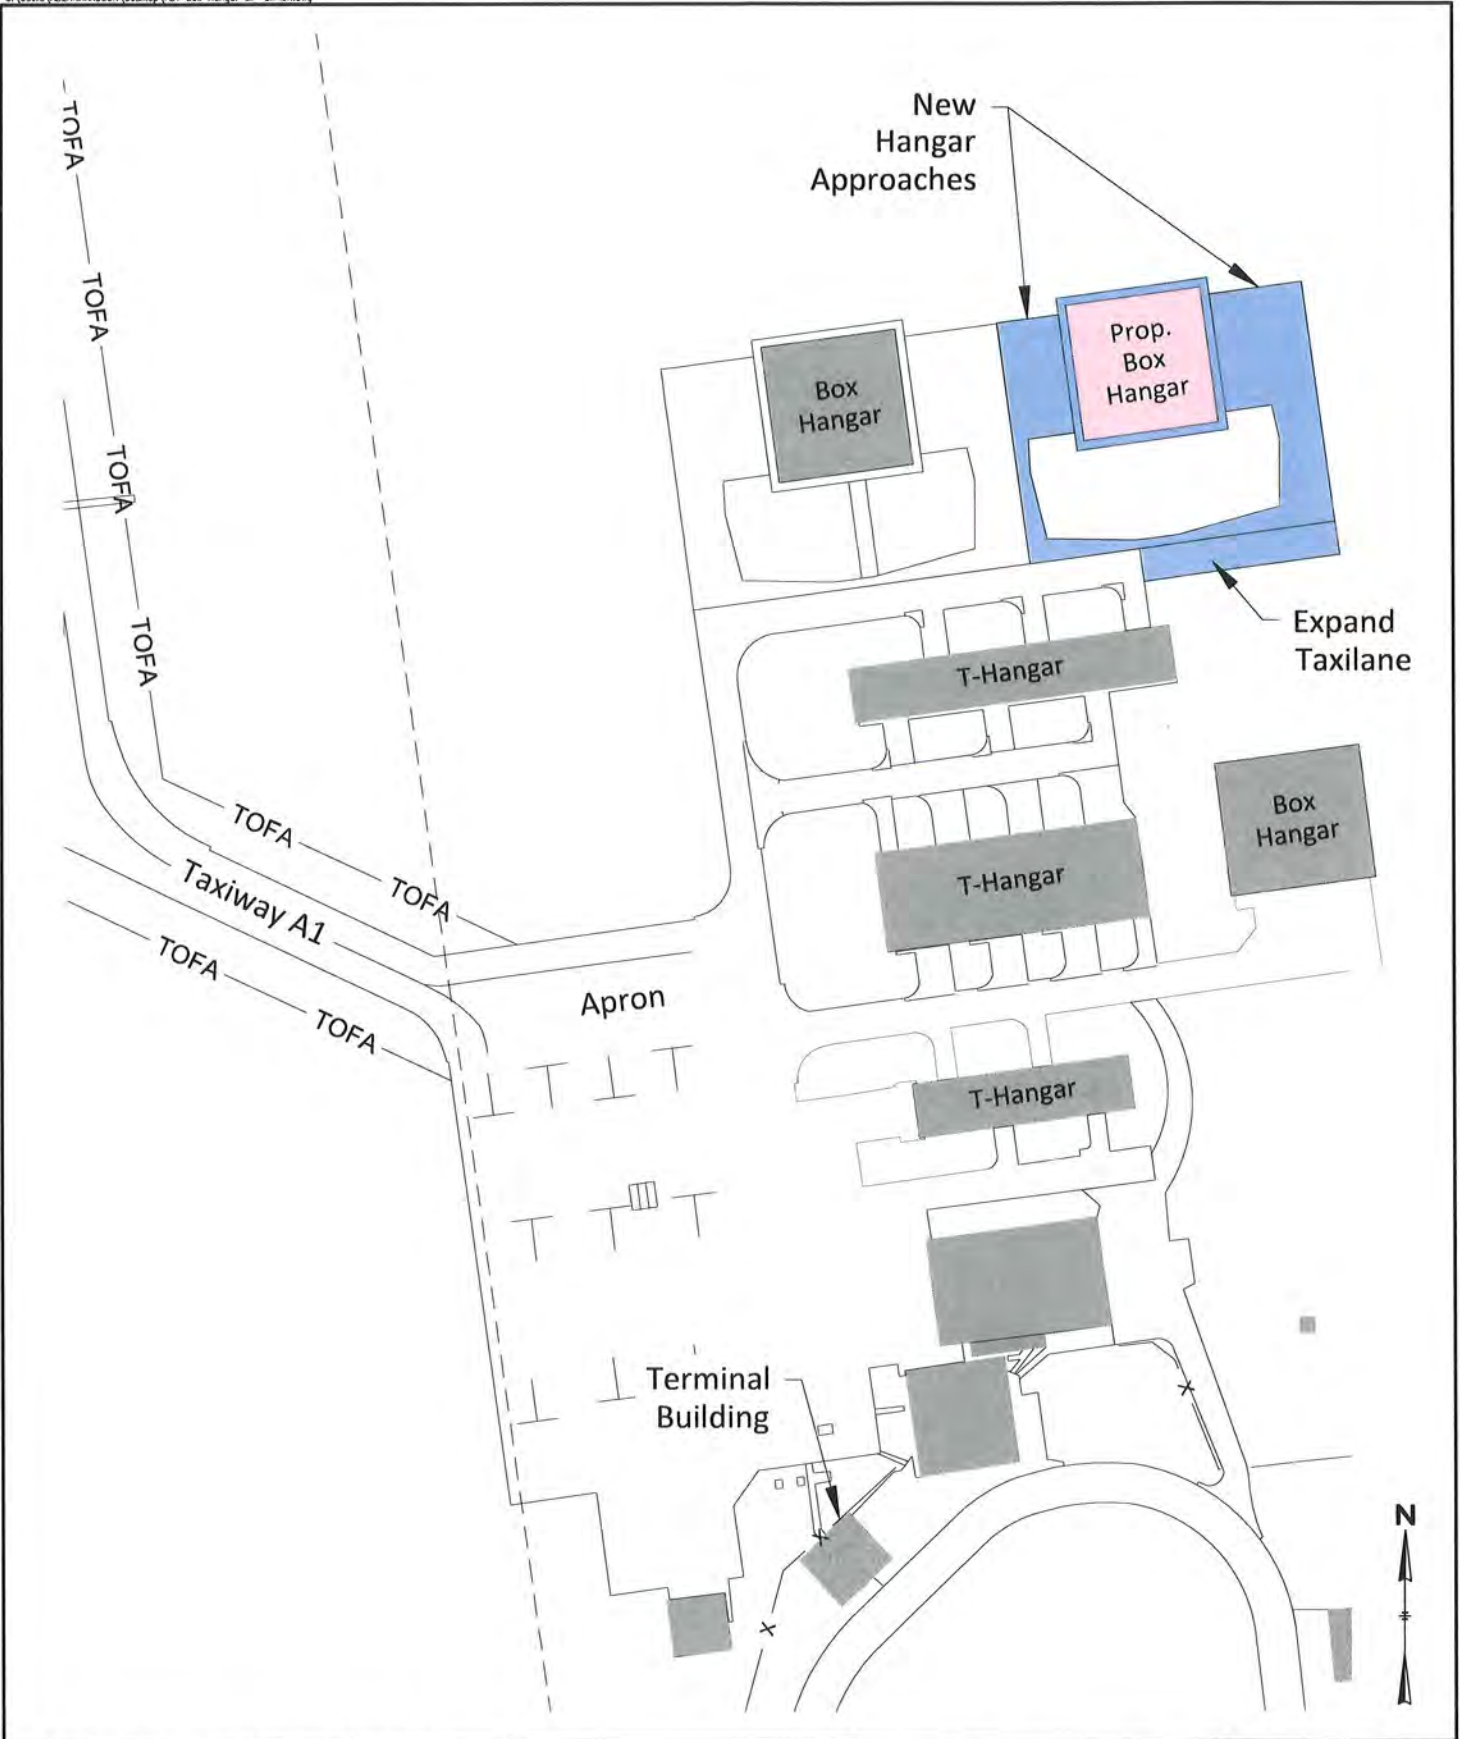 New
Hangar
Approaches
TOFA
TOFA
TOFA
TOFA
Prop.
Box
Hangar
Box
Hangar
Expand
Taxilane
T-Hangar
Box
Hangar
TOFA
TOFA
Taxiway A1
T-Hangar
TOFA
TOFA
Apron
T-Hangar
Terminal
Building
N